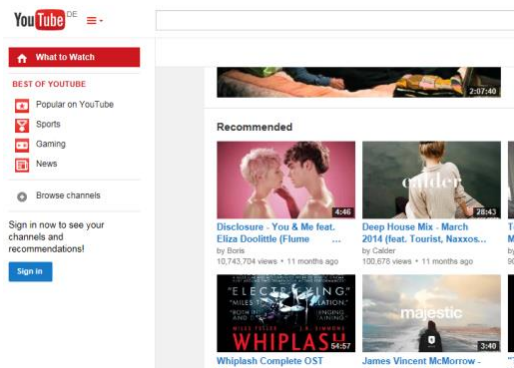 YouTube DE
What to Watch
BEST OF YOUTUBE
Popular on YouTube
Sports
Gaming
News
Browse channels
Sign in now to see your
channels and
recommendations!
Sign in
2:07:40
Recommended
4:46
Disclosure - You & Me feat.
Eliza Doolittle (Flume ...
by Boris
10,743,704 views • 11 months ago
calder
28:43
Deep House Mix - March
2014 (feat. Tourist, Naxxos...
by Calder
100,678 views • 11 months ago
"ELECTRIFYING."
MILES TELLER J.K. SIMMONS
WHIPLASH
54:57
Whiplash Complete OST
majestic
3:40
James Vincent McMorrow -